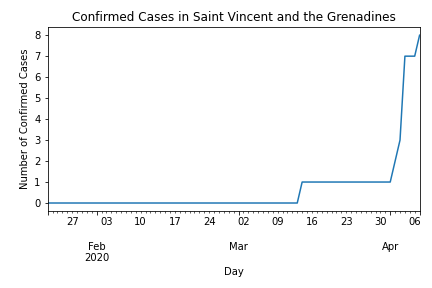 Confirmed Cases in Saint Vincent and the Grenadines
Number of Confirmed Cases
8
7
6
5
4
3
2
1
0
27 03 10 17 24 02 09 16 23 30 06
Feb Mar Apr
2020
Day